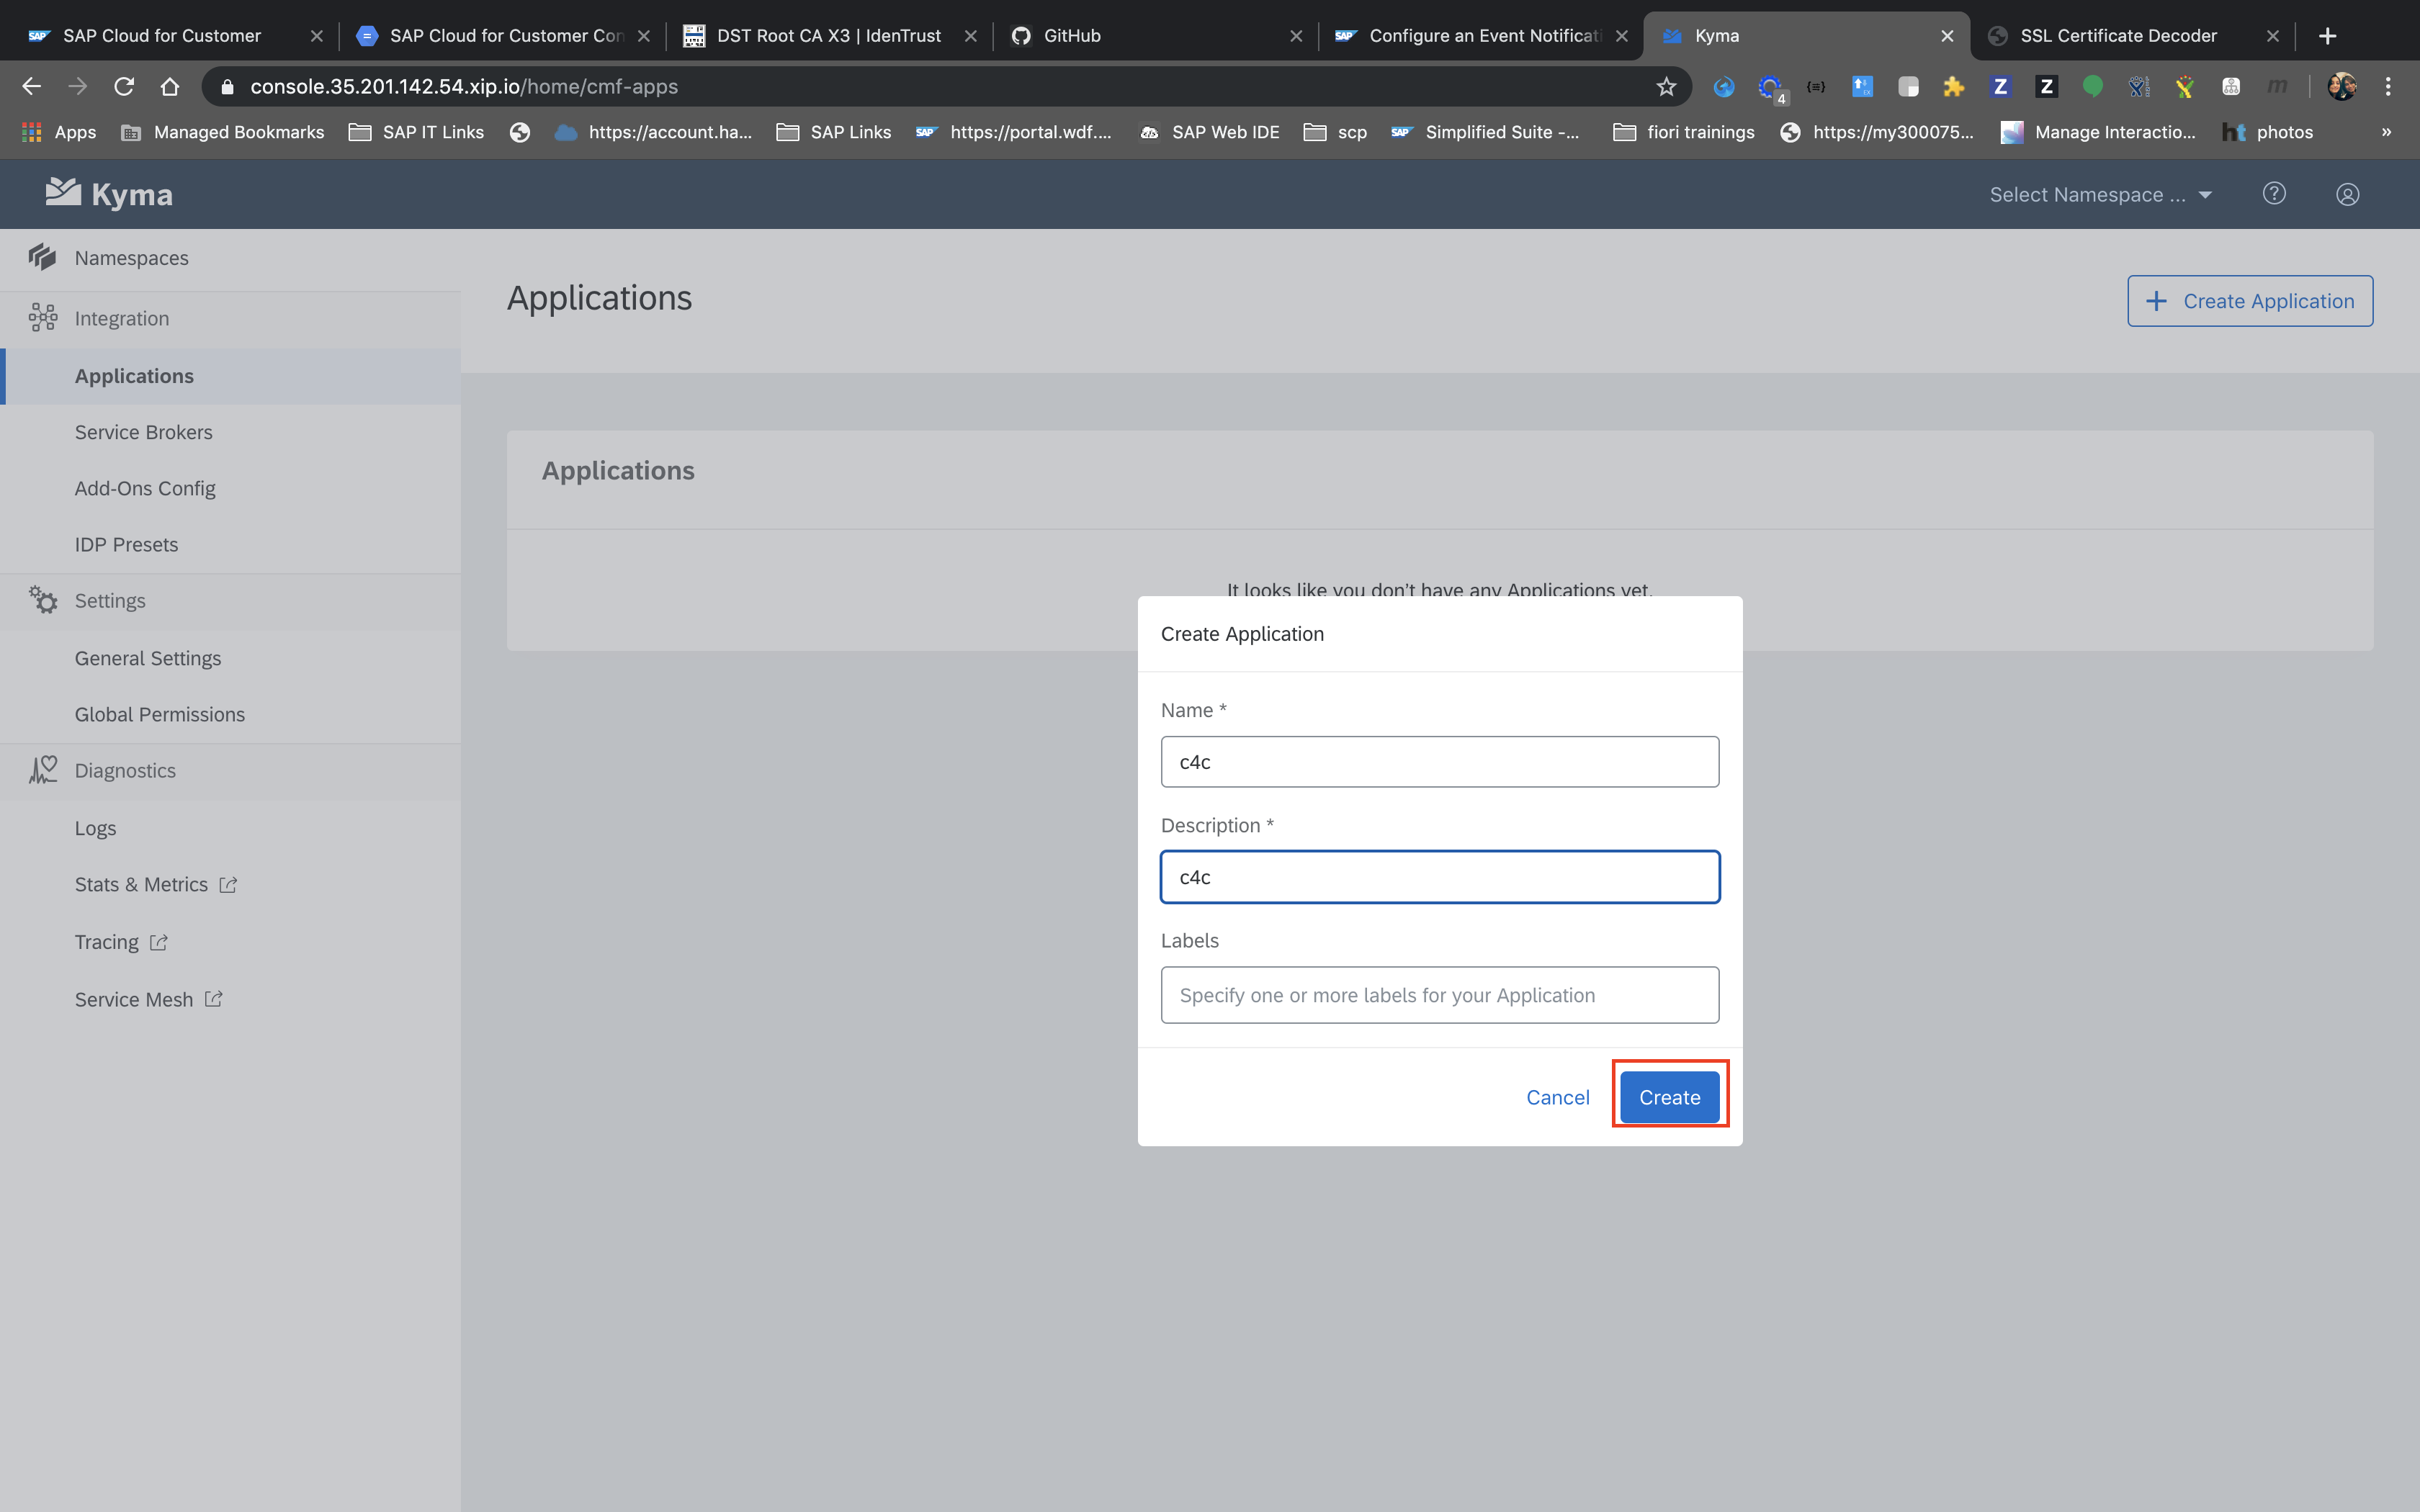 SAP Cloud for Customer
SAP Cloud for Customer Con
DST Root CA X3 | IdenTrust
GitHub
SAP Configure an Event Notificati
Kyma
SSL Certificate Decoder
console.35.201.142.54.xip.io/home/cmf-apps
4
Z
Z
m
Apps
Managed Bookmarks
SAP IT Links
https://account.ha...
SAP Links
SAP https://portal.wdf....
SAP Web IDE
scp
SAP Simplified Suite -...
fiori trainings
https://my300075...
Manage Interactio...
ht photos
»
Kyma
Select Namespace ...
?
Namespaces
Integration
Applications
Service Brokers
Add-Ons Config
IDP Presets
Settings
General Settings
Global Permissions
Diagnostics
Logs
Stats & Metrics
Tracing
Service Mesh
Applications
+ Create Application
Applications
It looks like you don't have any Applications yet.
Create Application
Name *
c4c
Description *
c4c
Labels
Specify one or more labels for your Application
Cancel
Create